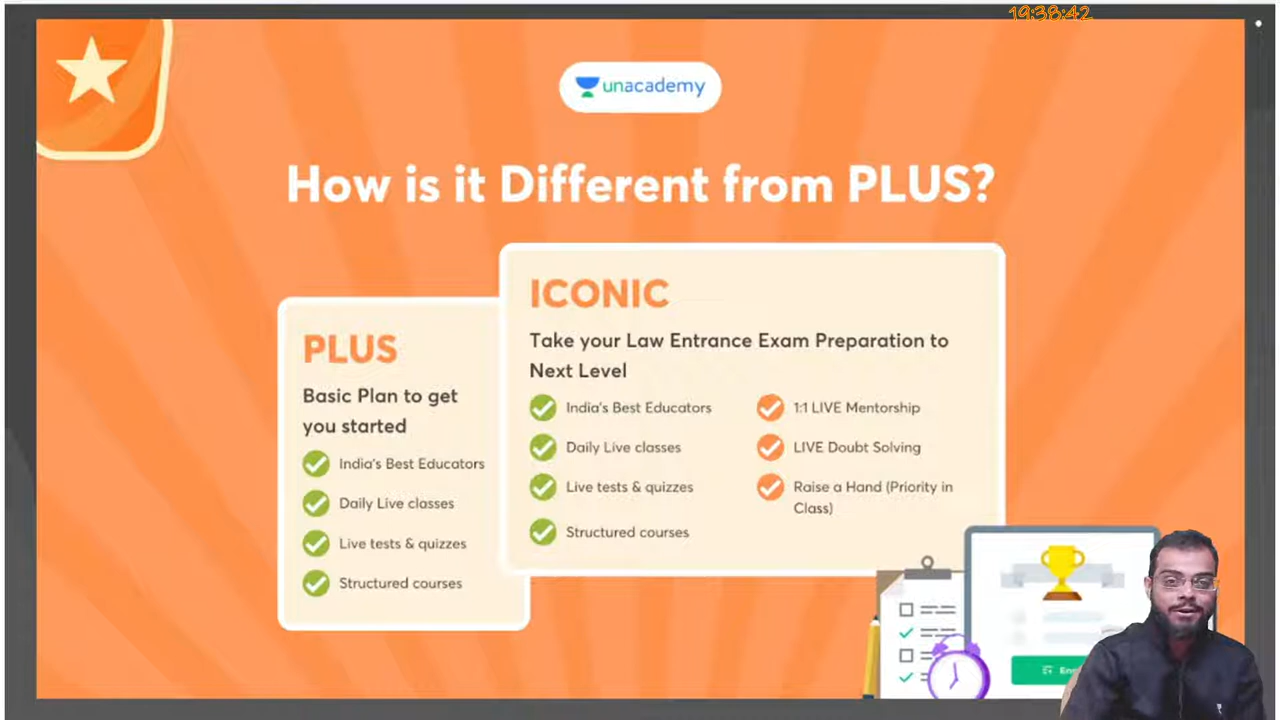 19:38:42
unacademy
How is it Different from PLUS?
PLUS
Basic Plan to get
you started
India's Best Educators
Daily Live classes
Live tests & quizzes
Structured courses
ICONIC
Take your Law Entrance Exam Preparation to
Next Level
India's Best Educators
Daily Live classes
Live tests & quizzes
Structured courses
1:1 LIVE Mentorship
LIVE Doubt Solving
Raise a Hand (Priority in
Class)